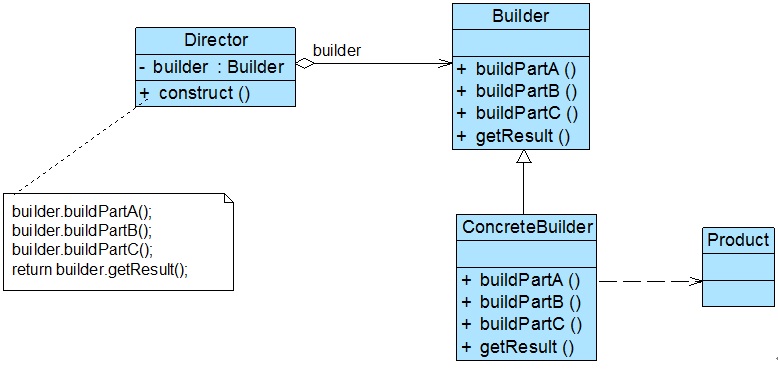 Director
- builder : Builder
+ construct ()
builder
Builder
+ buildPartA ()
+ buildPartB ()
+ buildPartC ()
+ getResult ()
builder.buildPartA();
builder.buildPartB();
builder.buildPartC();
return builder.getResult();
ConcreteBuilder
+ buildPartA ()
+ buildPartB ()
+ buildPartC ()
+ getResult ()
Product